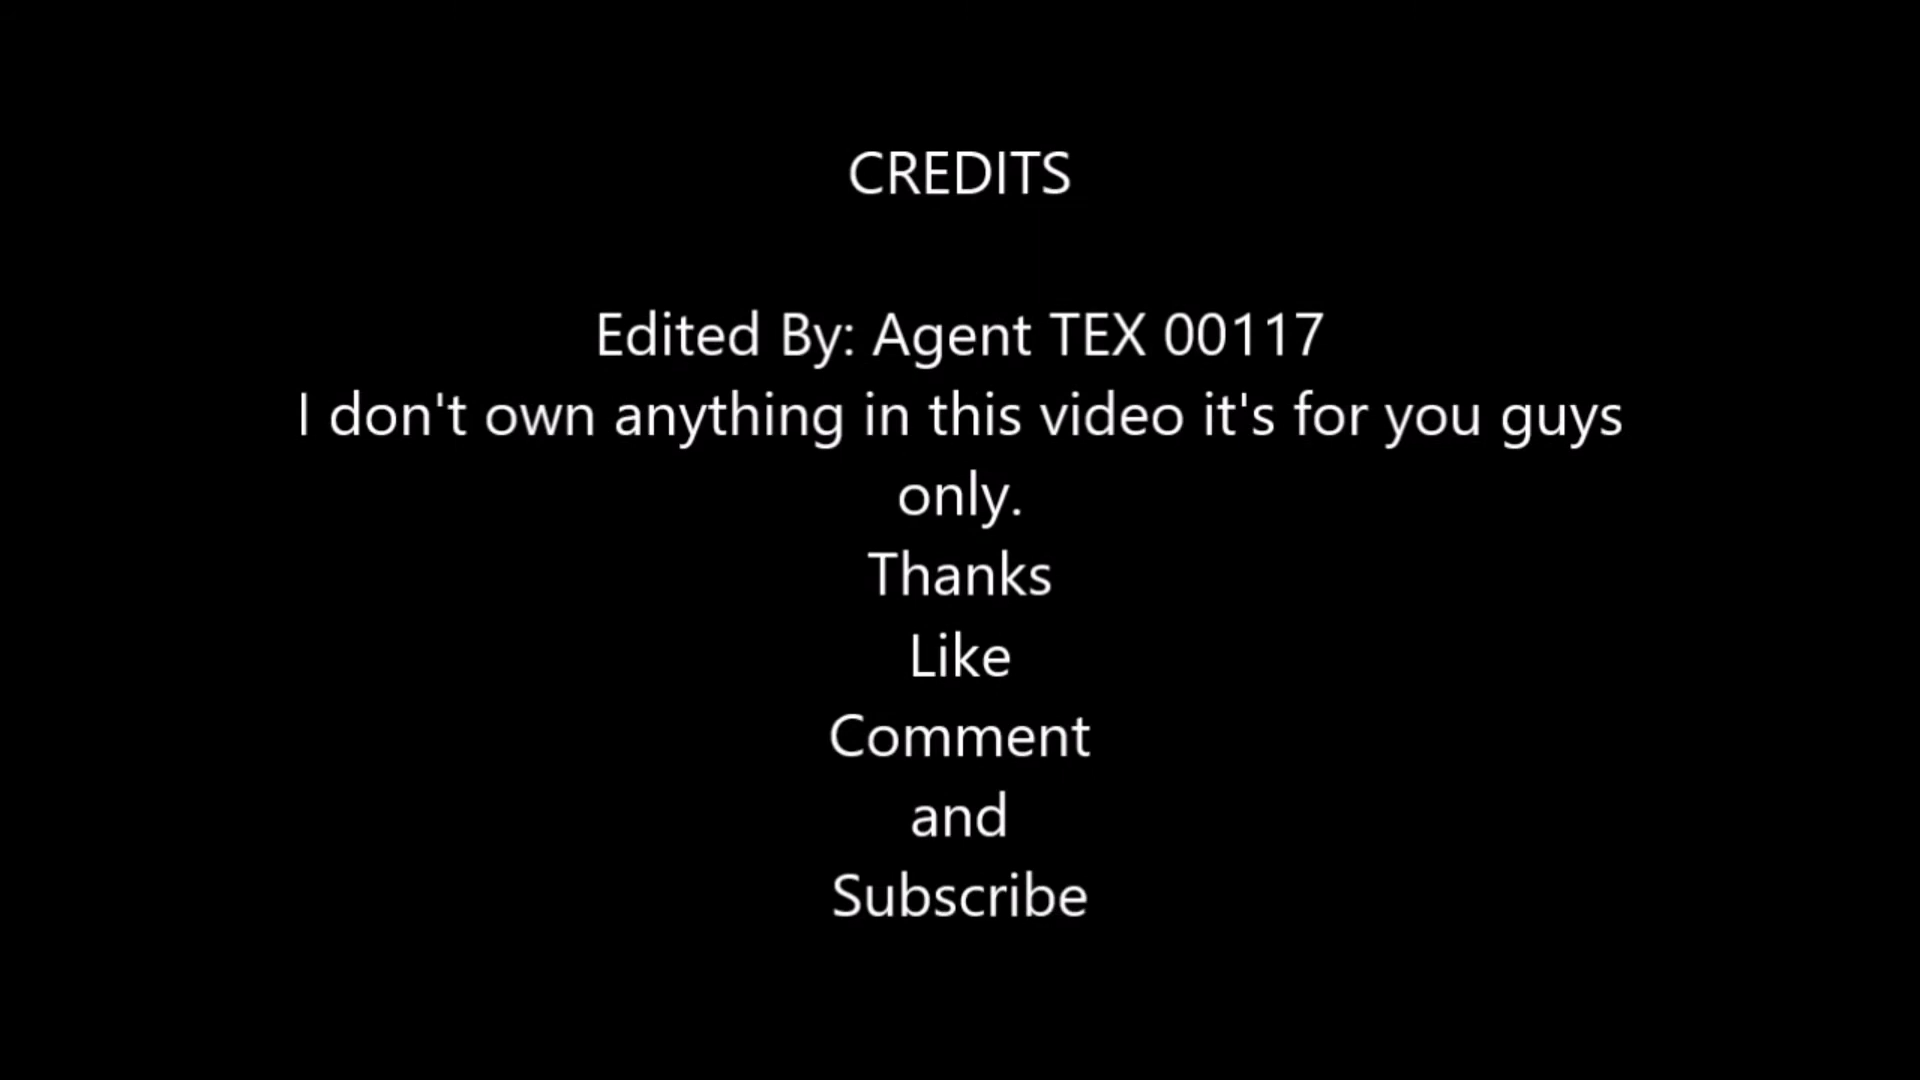 CREDITS
Edited By: Agent TEX 00117
I don't own anything in this video it's for you guys
only.
Thanks
Like
Comment
and
Subscribe